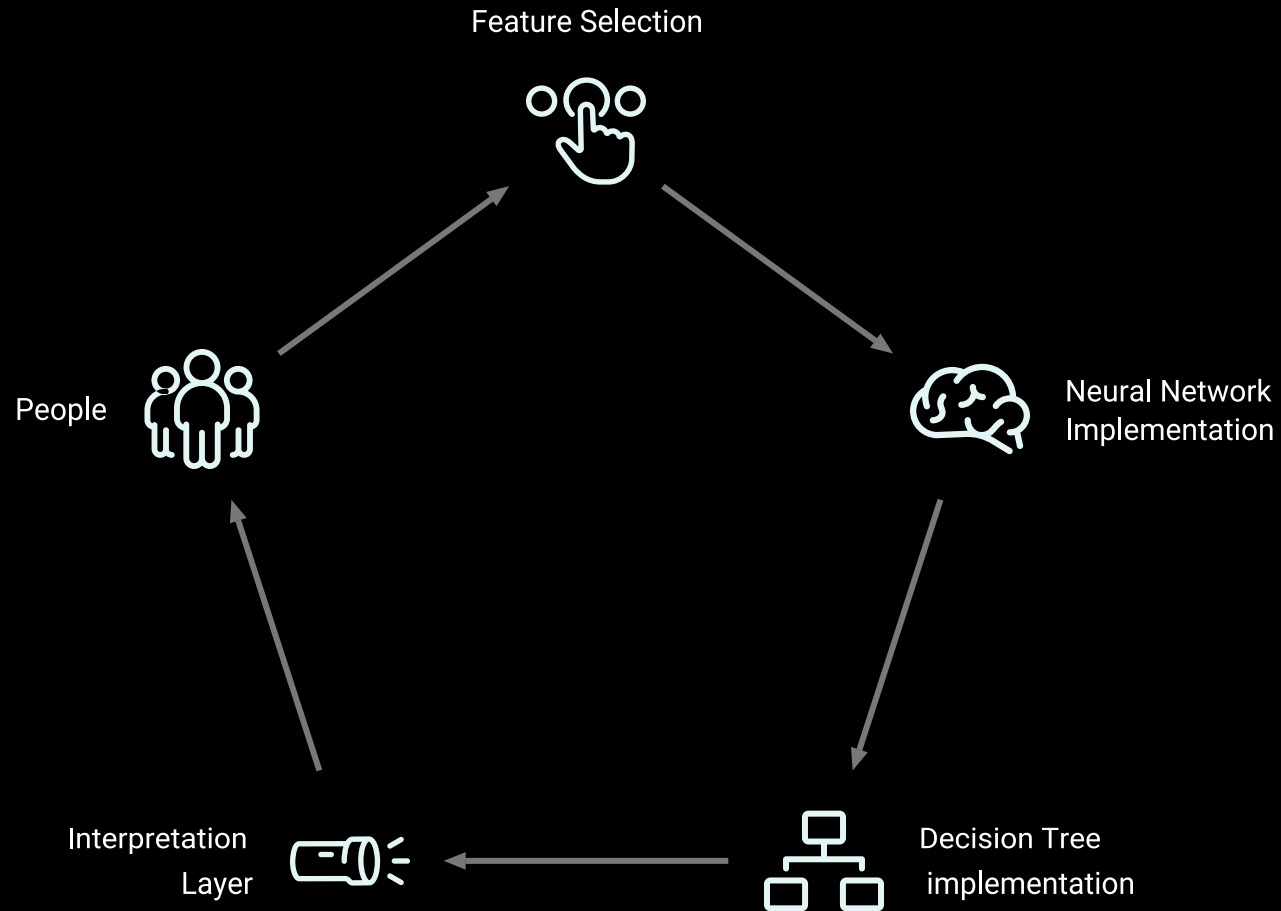 Feature Selection
People
Neural Network
Implementation
Interpretation
Layer
Decision Tree
implementation